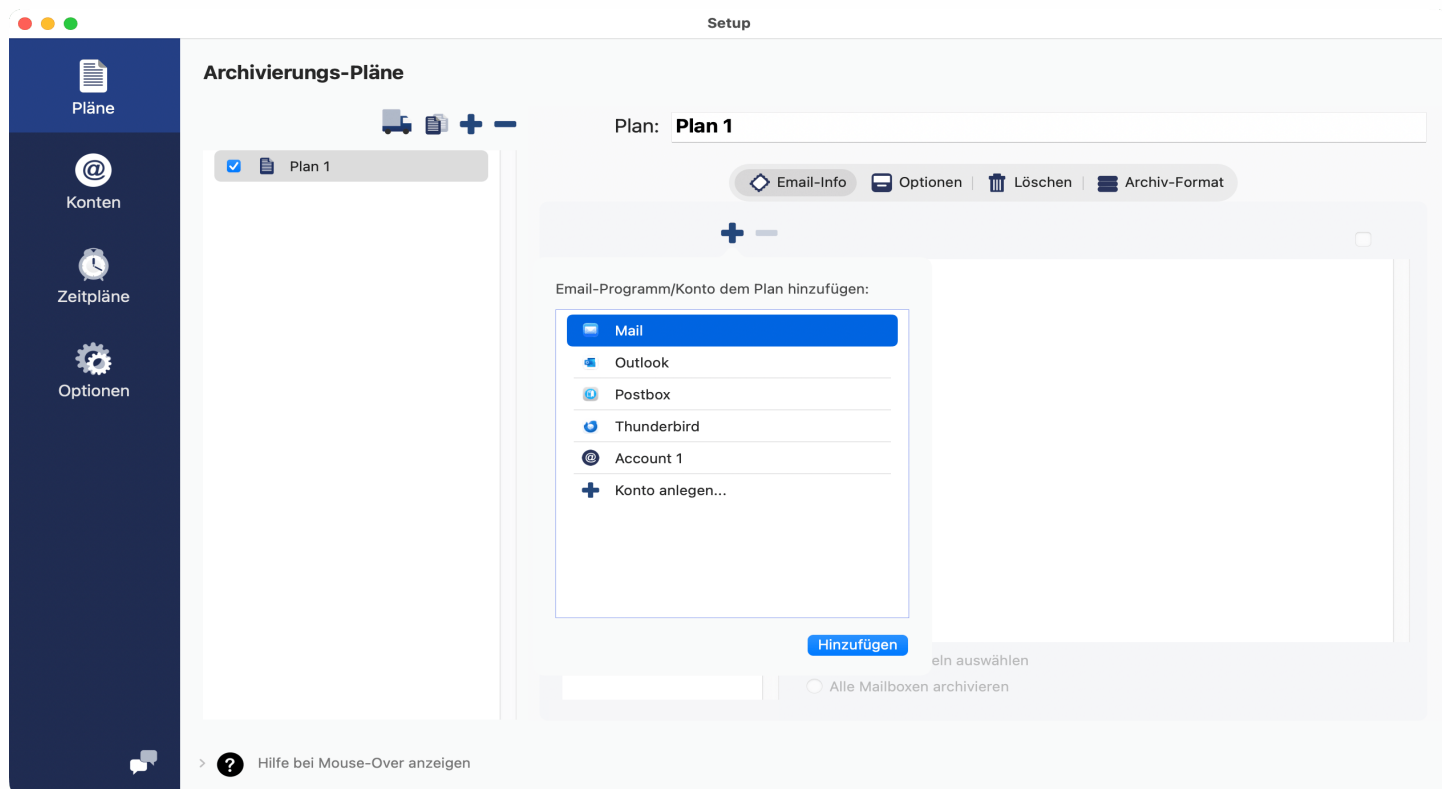 Setup
Pläne
Konten
Zeitpläne
Optionen
Archivierungs-Pläne
Plan 1
Plan: Plan 1
Email-Info Optionen Löschen Archiv-Format
Email-Programm/Konto dem Plan hinzufügen:
Mail
Outlook
Postbox
Thunderbird
Account 1
Konto anlegen...
Hinzufügen
auswählen
Alle Mailboxen archivieren
? Hilfe bei Mouse-Over anzeigen